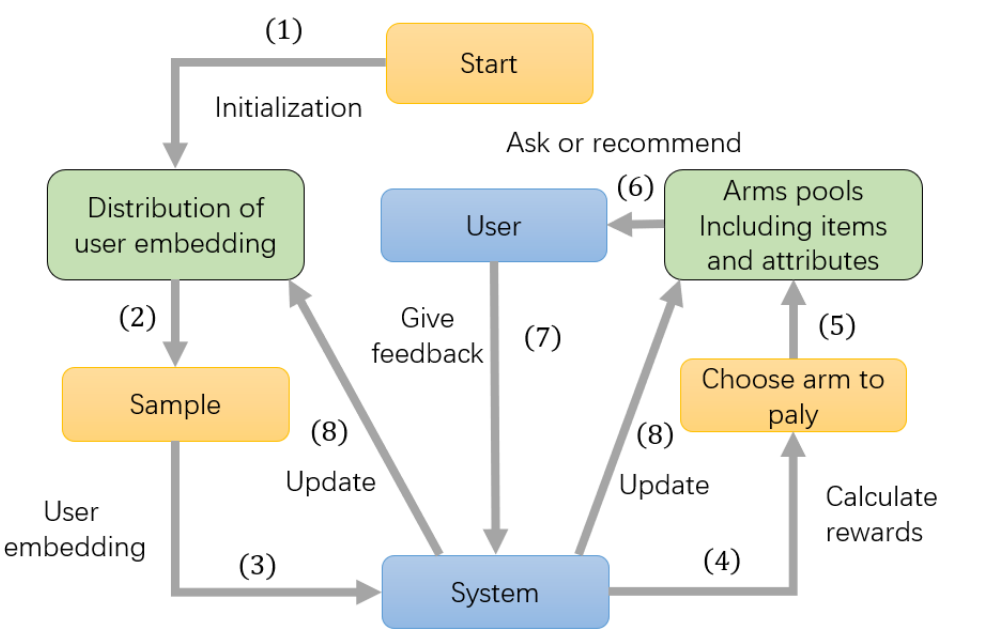 (1)
Start
Initialization
Ask or recommend
Distribution of
user embedding
User
(6)
Arms pools
Including items
and attributes
(2)
Give
feedback
(7)
(5)
Sample
Choose arm to
paly
(8)
Update
(8)
Update
User
embedding
(3)
System
(4)
Calculate
rewards